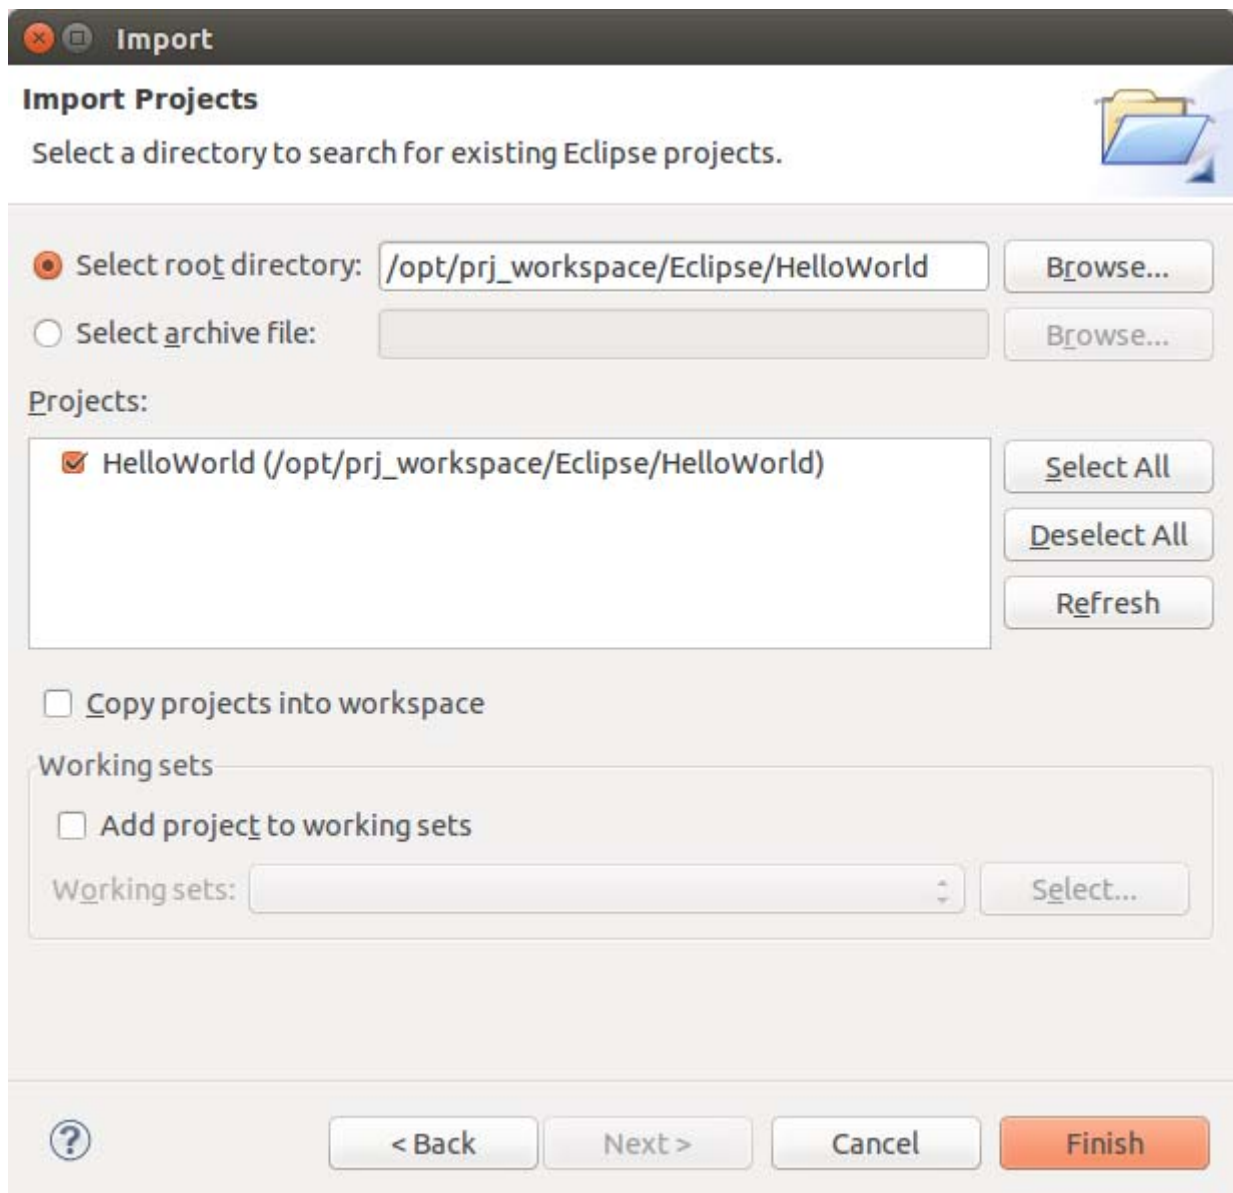 Import
Import Projects
Select a directory to search for existing Eclipse projects.
Select root directory: /opt/prj_workspace/Eclipse/HelloWorld Browse...
Select archive file: Browse...
Projects:
HelloWorld (/opt/prj_workspace/Eclipse/HelloWorld)
Select All
Deselect All
Refresh
Copy projects into workspace
Working sets
Add project to working sets
Working sets: Select...
? < Back Next > Cancel Finish